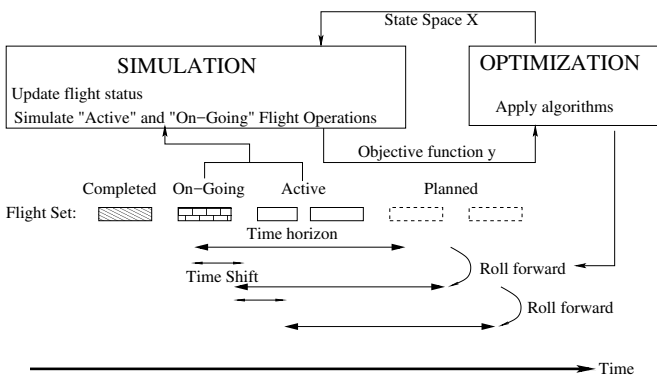 State Space X
SIMULATION
OPTIMIZATION
Update flight status
Simulate "Active" and "On-Going" Flight Operations
Apply algorithms
Objective function y
Completed On-Going Active Planned
Flight Set:
Time horizon
Time Shift
Roll forward
Roll forward
Time